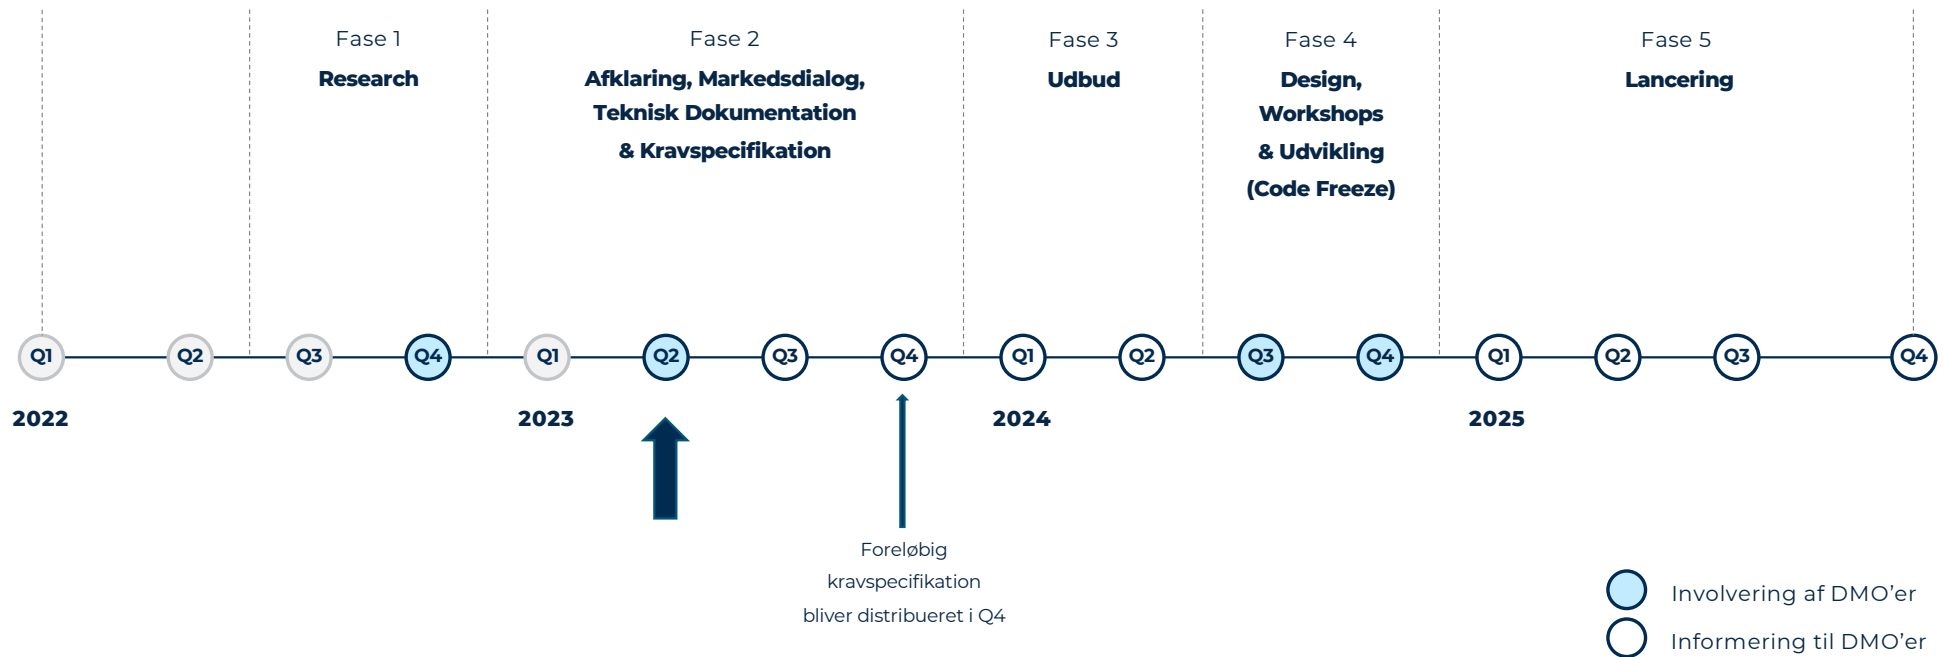 Fase 1
Research
Fase 2
Afklaring, Markedsdialog,
Teknisk Dokumentation
& Kravspecifikation
Fase 3
Udbud
Fase 4
Design,
Workshops
& Udvikling
(Code Freeze)
Fase 5
Lancering
Q1 Q2 Q3 Q4 Q1 Q2 Q3 Q4 Q1 Q2 Q3 Q4 Q1 Q2 Q3 Q4
2022 2023 2024 2025
Foreløbig
kravspecifikation
bliver distribueret i Q4
Involvering af DMO’er
Informering til DMO’er